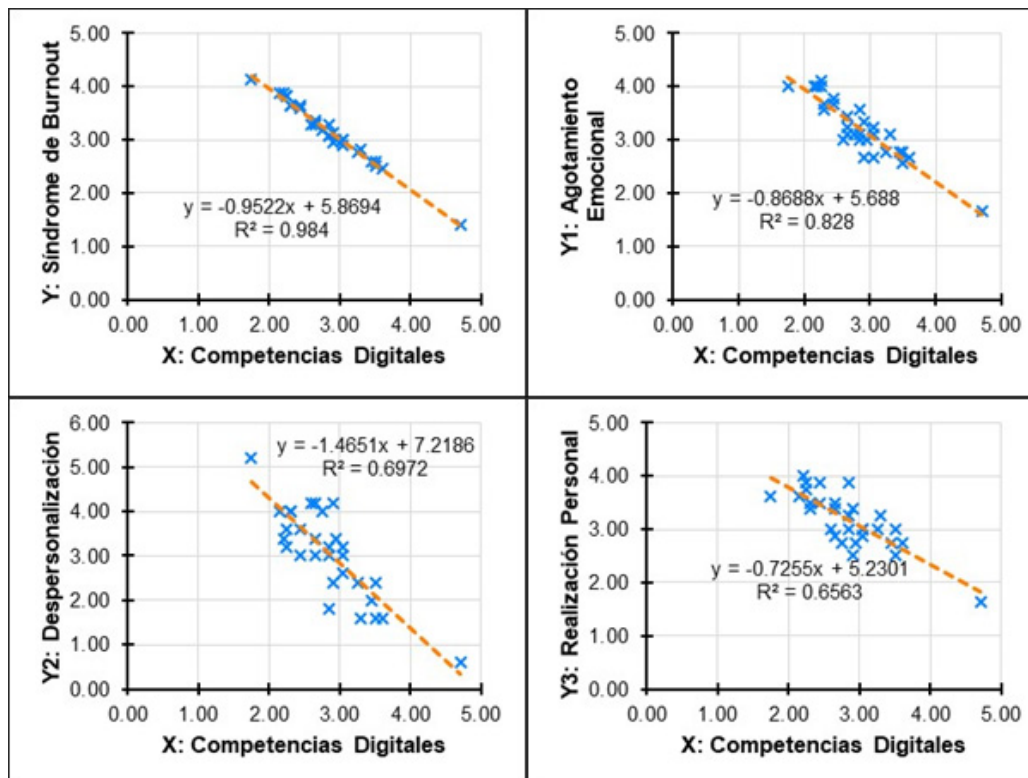 5.00
4.00
3.00
2.00
1.00
0.00
Y: Síndrome de Burnout
y = -0.9522x + 5.8694
R² = 0.984
0.00 1.00 2.00 3.00 4.00 5.00
X: Competencias Digitales
5.00
4.00
3.00
2.00
1.00
0.00
Y1: Agotamiento
Emocional
y = -0.8688x + 5.688
R² = 0.828
0.00 1.00 2.00 3.00 4.00 5.00
X: Competencias Digitales
6.00
5.00
4.00
3.00
2.00
1.00
0.00
Y2: Despersonalización
y = -1.4651x + 7.2186
R² = 0.6972
0.00 1.00 2.00 3.00 4.00 5.00
X: Competencias Digitales
5.00
4.00
3.00
2.00
1.00
0.00
Y3: Realización Personal
y = -0.7255x + 5.2301
R² = 0.6563
0.00 1.00 2.00 3.00 4.00 5.00
X: Competencias Digitales